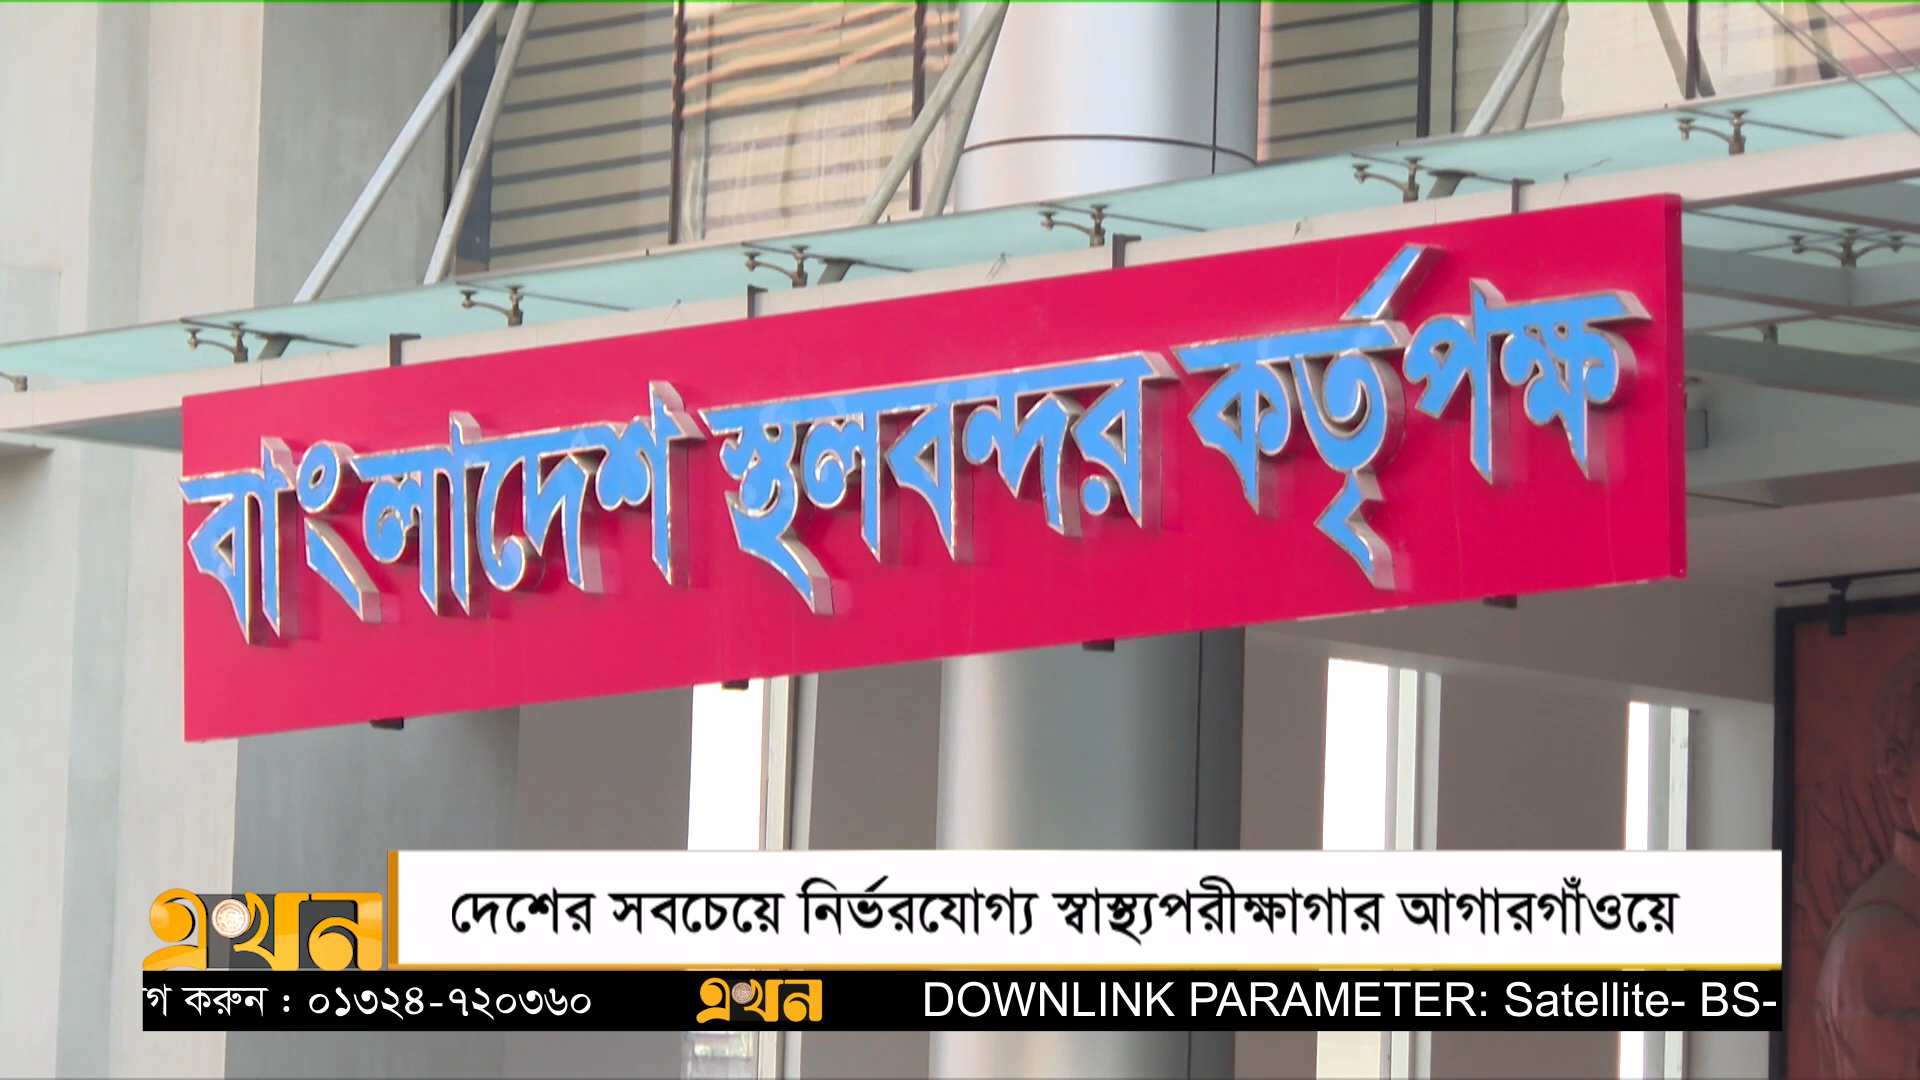 বাংলাদেশ স্থলবন্দর কর্তৃপক্ষ
এখন
দেশের সবচেয়ে নির্ভরযোগ্য স্বাস্থ্যপরীক্ষাগার আগারগাঁওয়ে
গ করুন : ০১৩২৪-৭২০৩৬০ এখন DOWNLINK PARAMETER: Satellite- BS-